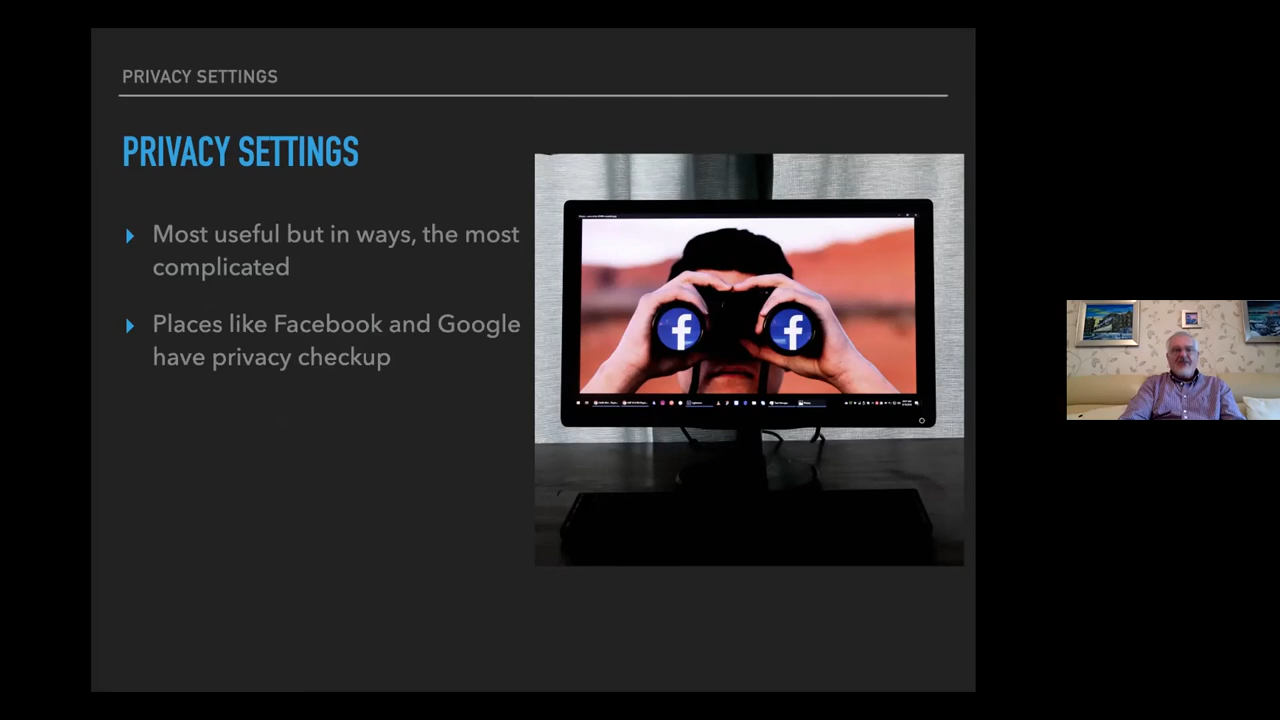 PRIVACY SETTINGS
PRIVACY SETTINGS
Most useful but in ways, the most
complicated
Places like Facebook and Google
have privacy checkup
f f